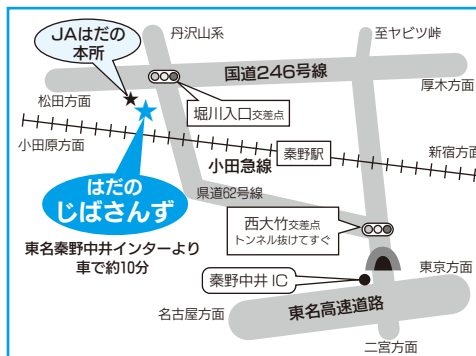 丹沢山系
至ヤビツ峠
JAはだの
本所
国道246号線
松田方面
厚木方面
堀川入口交差点
小田原方面
小田急線
秦野駅
新宿方面
はだの
じばさんず
県道62号線
西大竹交差点
トンネル抜けてすぐ
東名秦野中井インターより
車で約10分
秦野中井 IC
東京方面
名古屋方面
東名高速道路
二宮方面